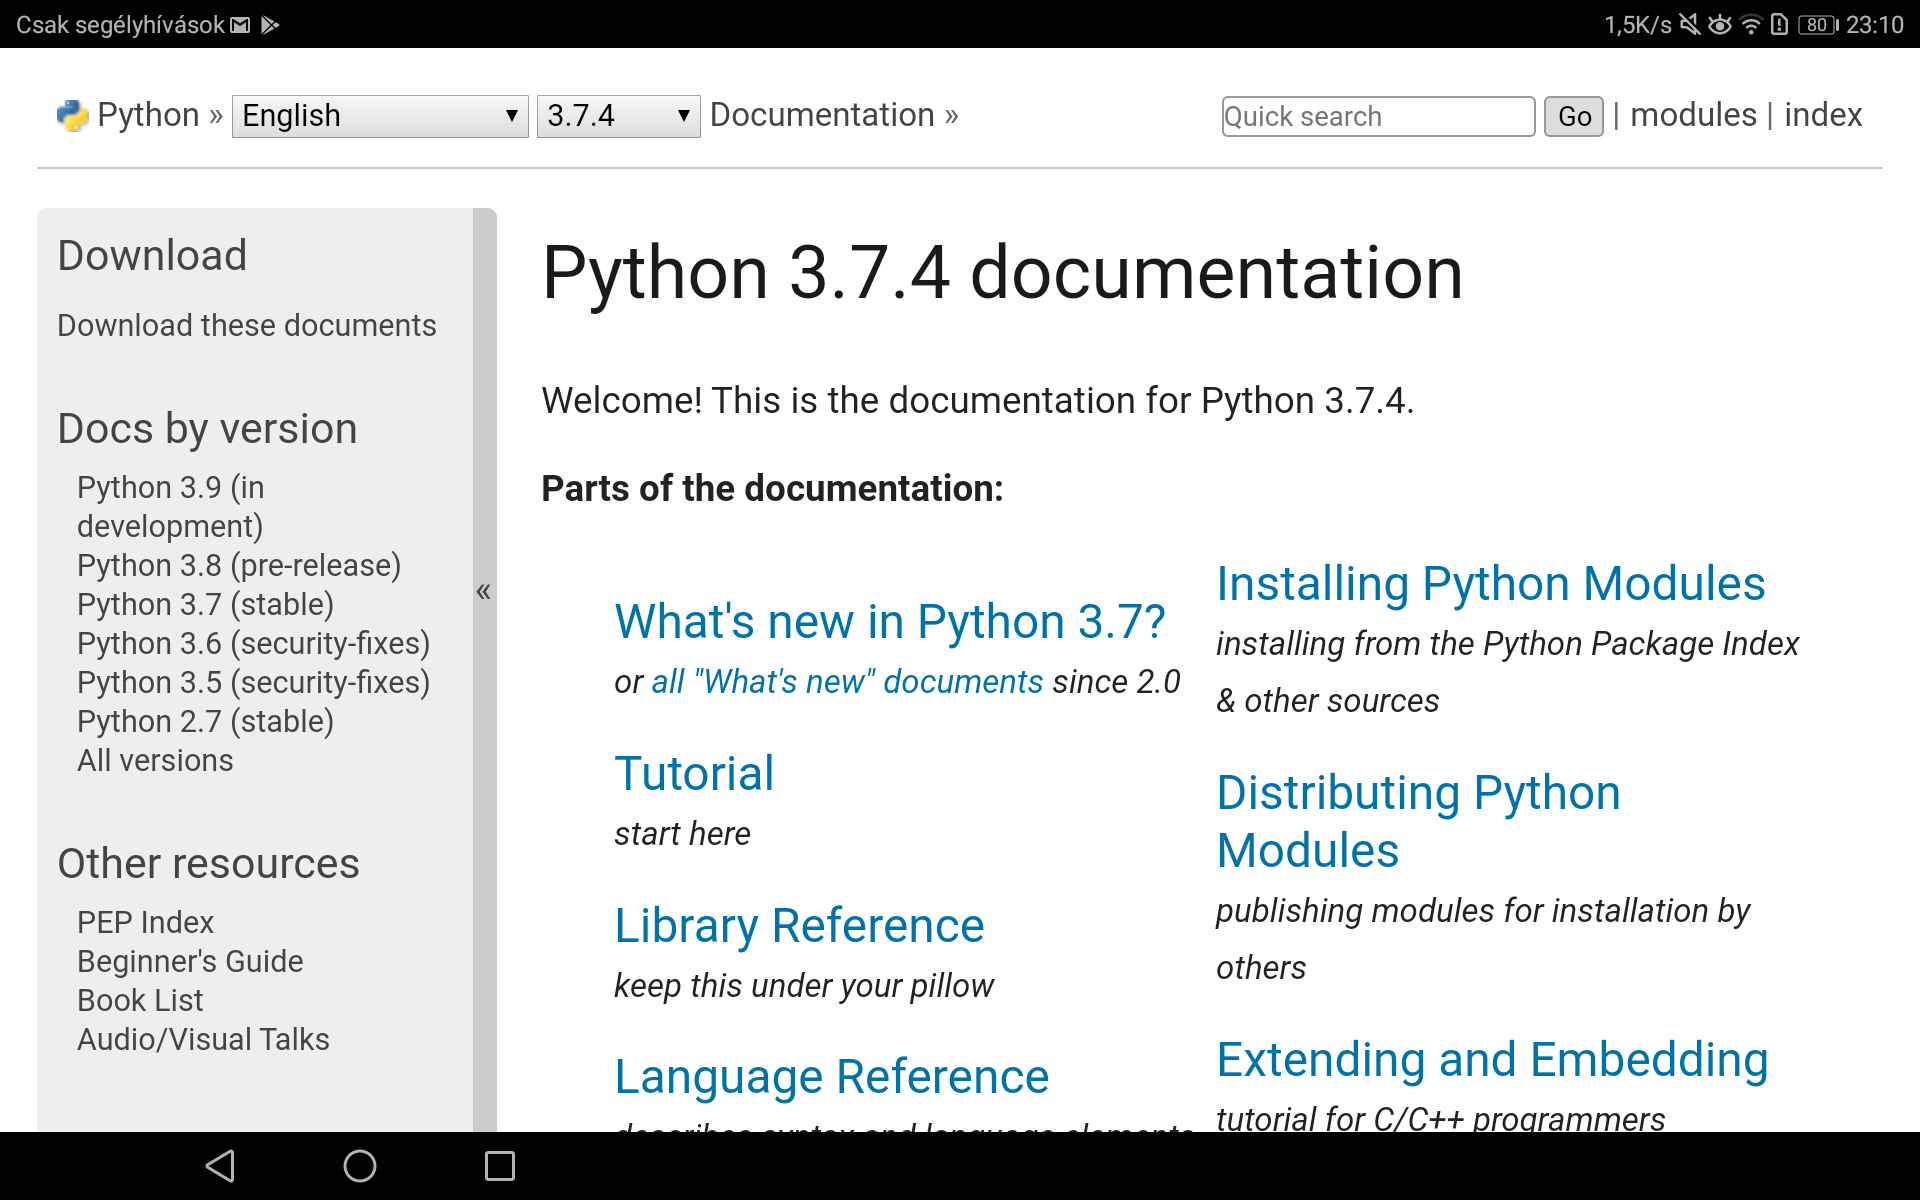 Csak segélyhívások
1,5K/s 80 23:10
Python » English 3.7.4 Documentation »
Quick search Go | modules | index
Download
Download these documents
Docs by version
Python 3.9 (in
development)
Python 3.8 (pre-release)
Python 3.7 (stable)
Python 3.6 (security-fixes)
Python 3.5 (security-fixes)
Python 2.7 (stable)
All versions
Other resources
PEP Index
Beginner's Guide
Book List
Audio/Visual Talks
«
Python 3.7.4 documentation
Welcome! This is the documentation for Python 3.7.4.
Parts of the documentation:
What's new in Python 3.7?
or all "What's new" documents since 2.0
Tutorial
start here
Library Reference
keep this under your pillow
Language Reference
describes syntax and language elements
Installing Python Modules
installing from the Python Package Index
& other sources
Distributing Python
Modules
publishing modules for installation by
others
Extending and Embedding
tutorial for C/C++ programmers